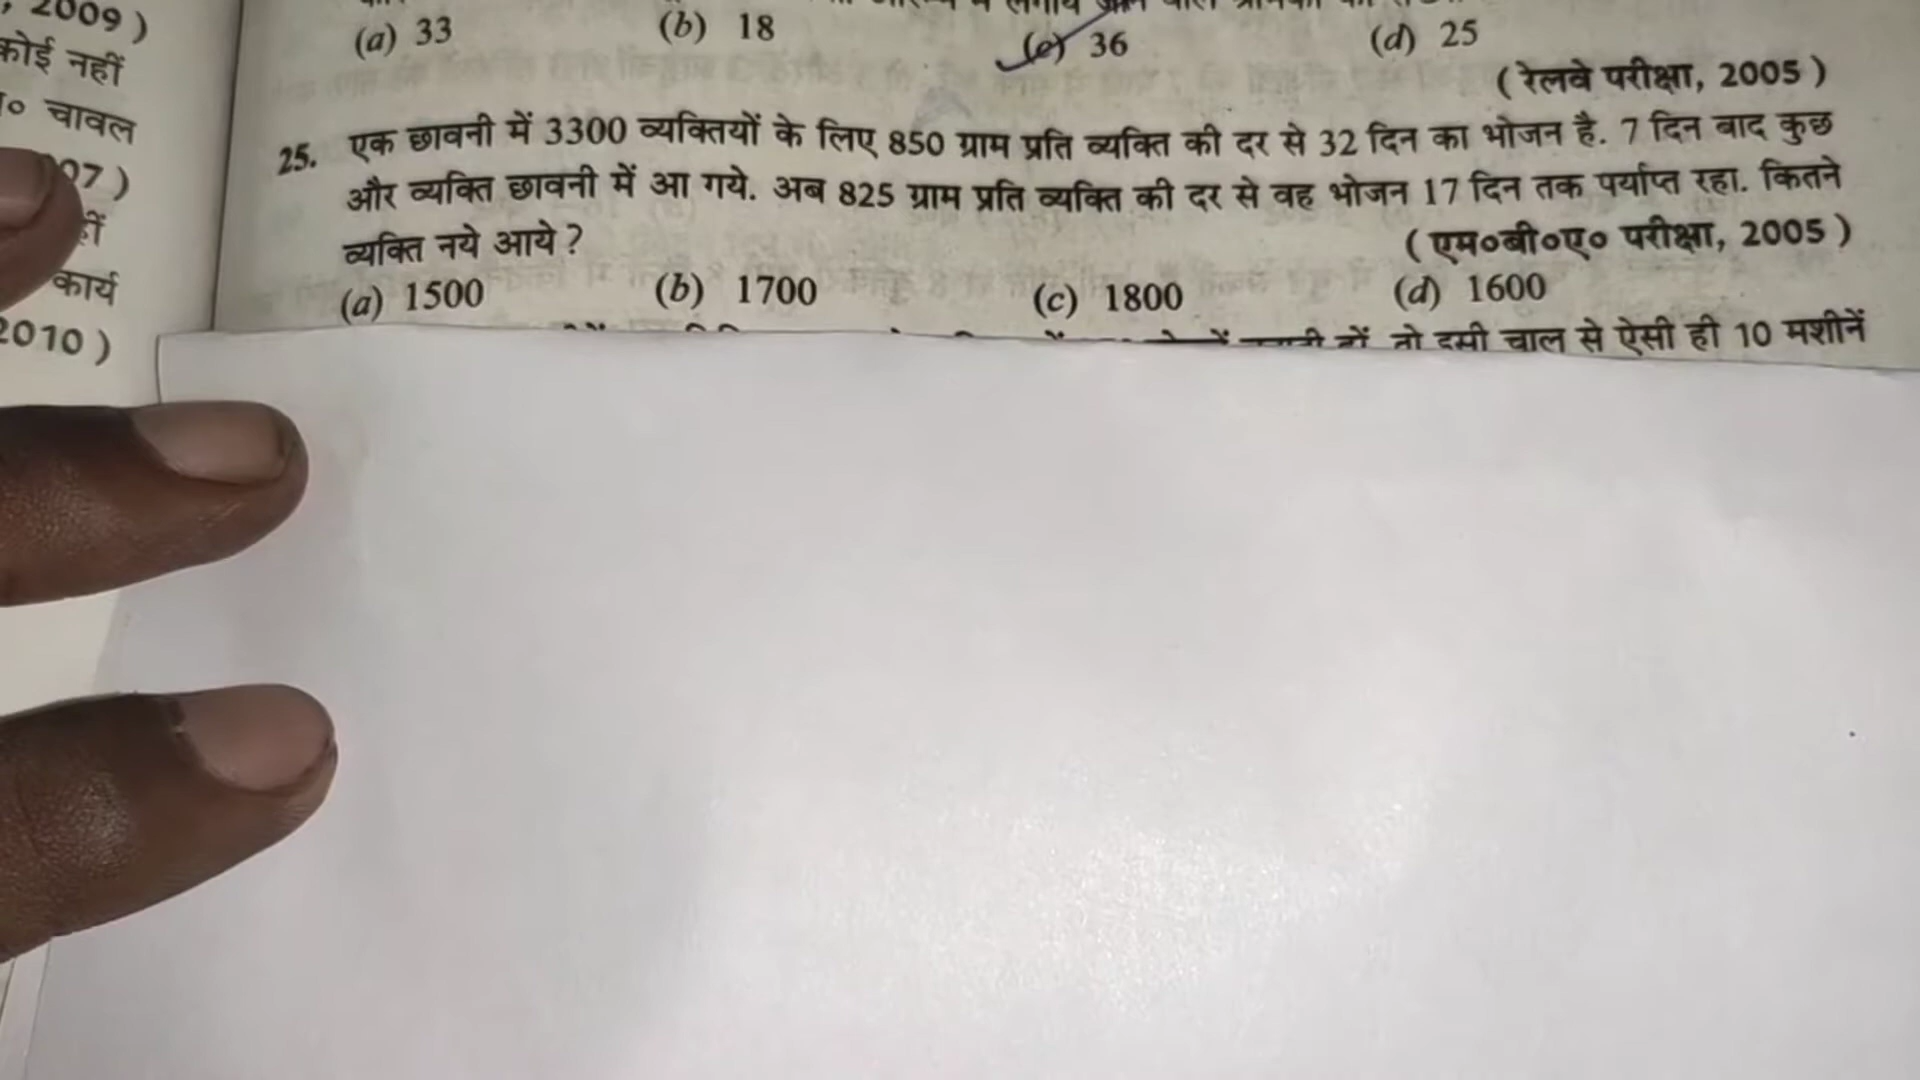 , 2009 )
कोई नहीं
चावल
07 )
कार्य
2010 )
(a) 33 (b) 18 (c) 36 (d) 25
( रेलवे परीक्षा, 2005 )
25. एक छावनी में 3300 व्यक्तियों के लिए 850 ग्राम प्रति व्यक्ति की दर से 32 दिन का भोजन है. 7 दिन बाद कुछ
और व्यक्ति छावनी में आ गये. अब 825 ग्राम प्रति व्यक्ति की दर से वह भोजन 17 दिन तक पर्याप्त रहा. कितने
व्यक्ति नये आये ? ( एम०बी०ए० परीक्षा, 2005 )
(a) 1500 (b) 1700 (c) 1800 (d) 1600
तो इसी चाल से ऐसी ही 10 मशीनें